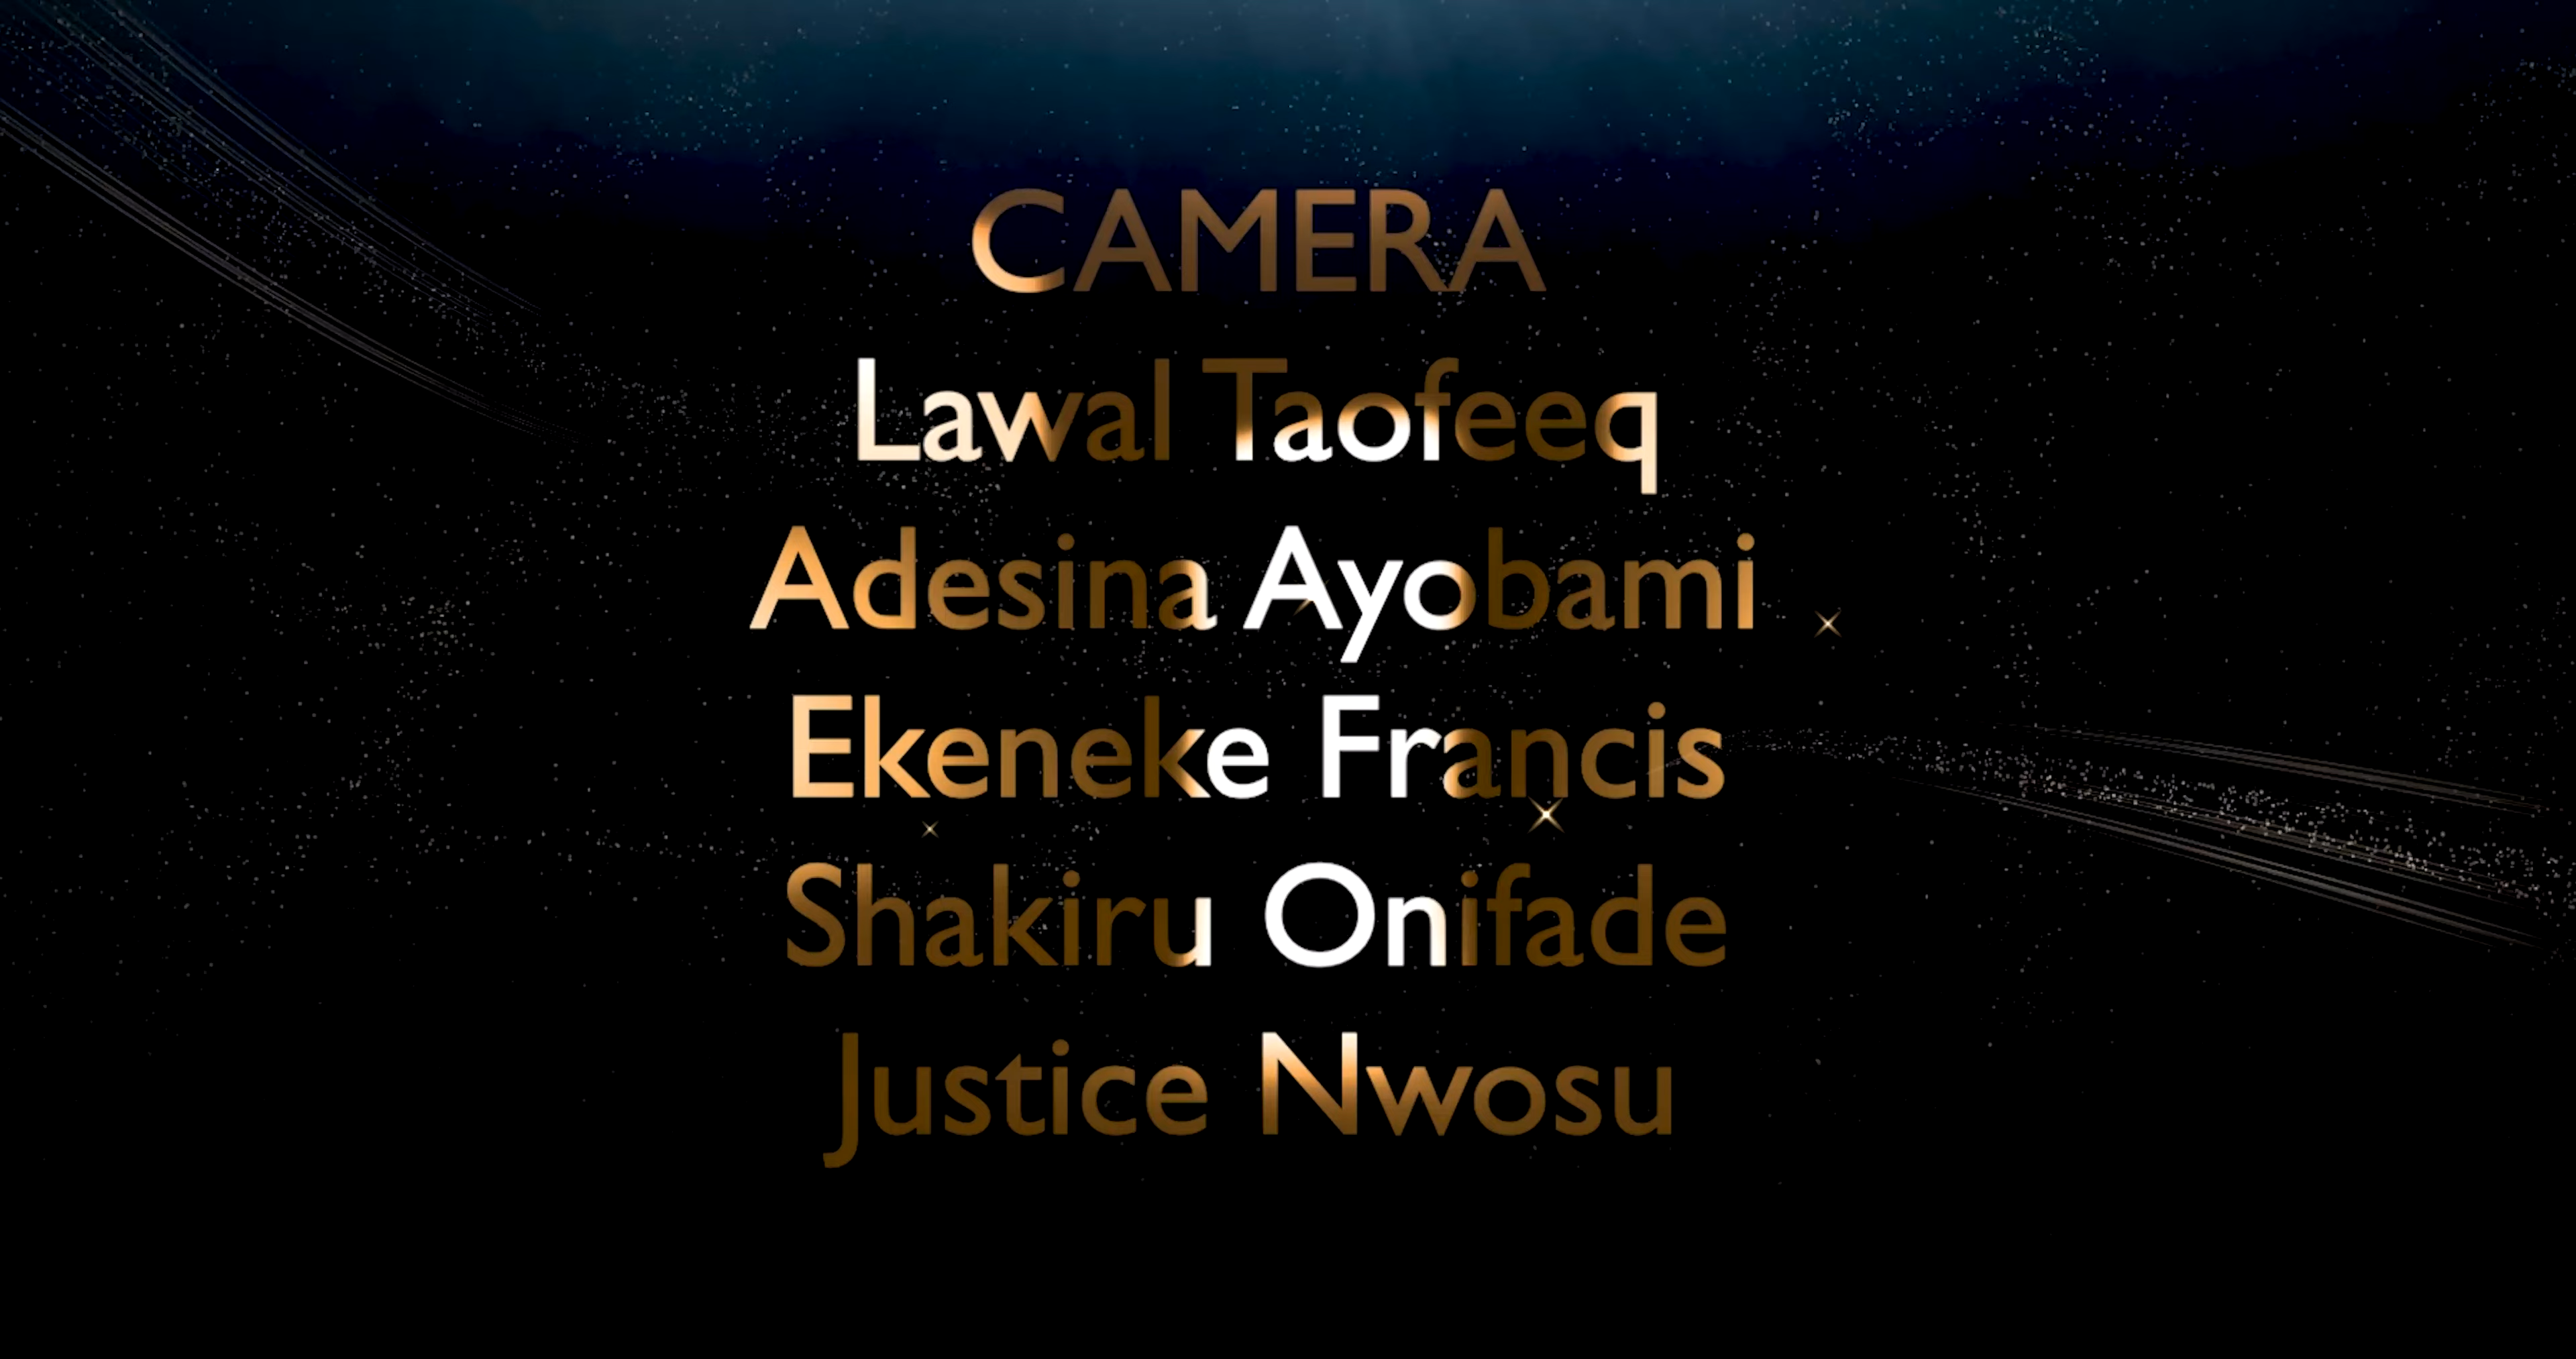 CAMERA
Lawal Taofeeq
Adesina Ayobami
Ekeneke Francis
Shakiru Onifade
Justice Nwosu